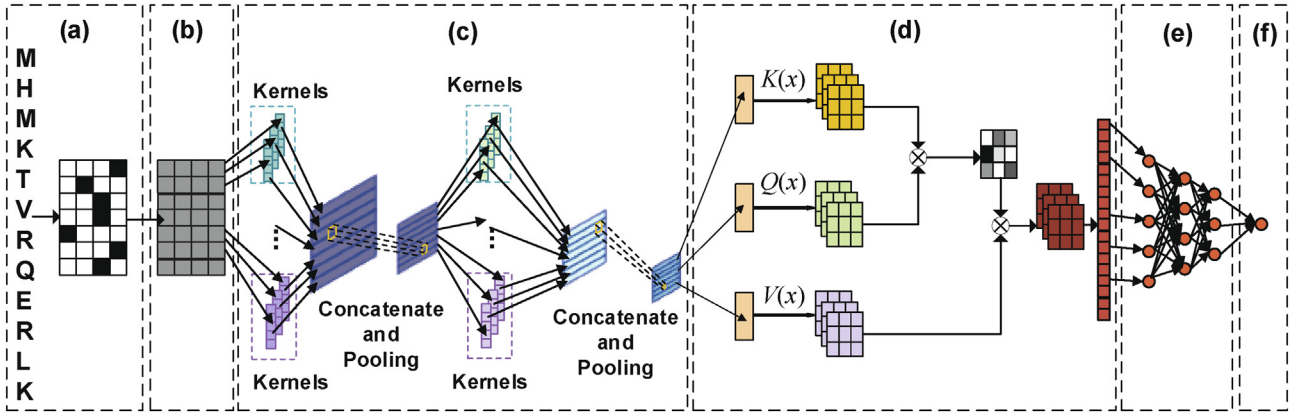 (a)
(b)
(c)
(d)
(e)
(f)
M
H
M
K
T
V
R
Q
E
R
L
K
Kernels
Kernels
Concatenate
and
Pooling
Kernels
Kernels
Concatenate
and
Pooling
K(x)
Q(x)
V(x)